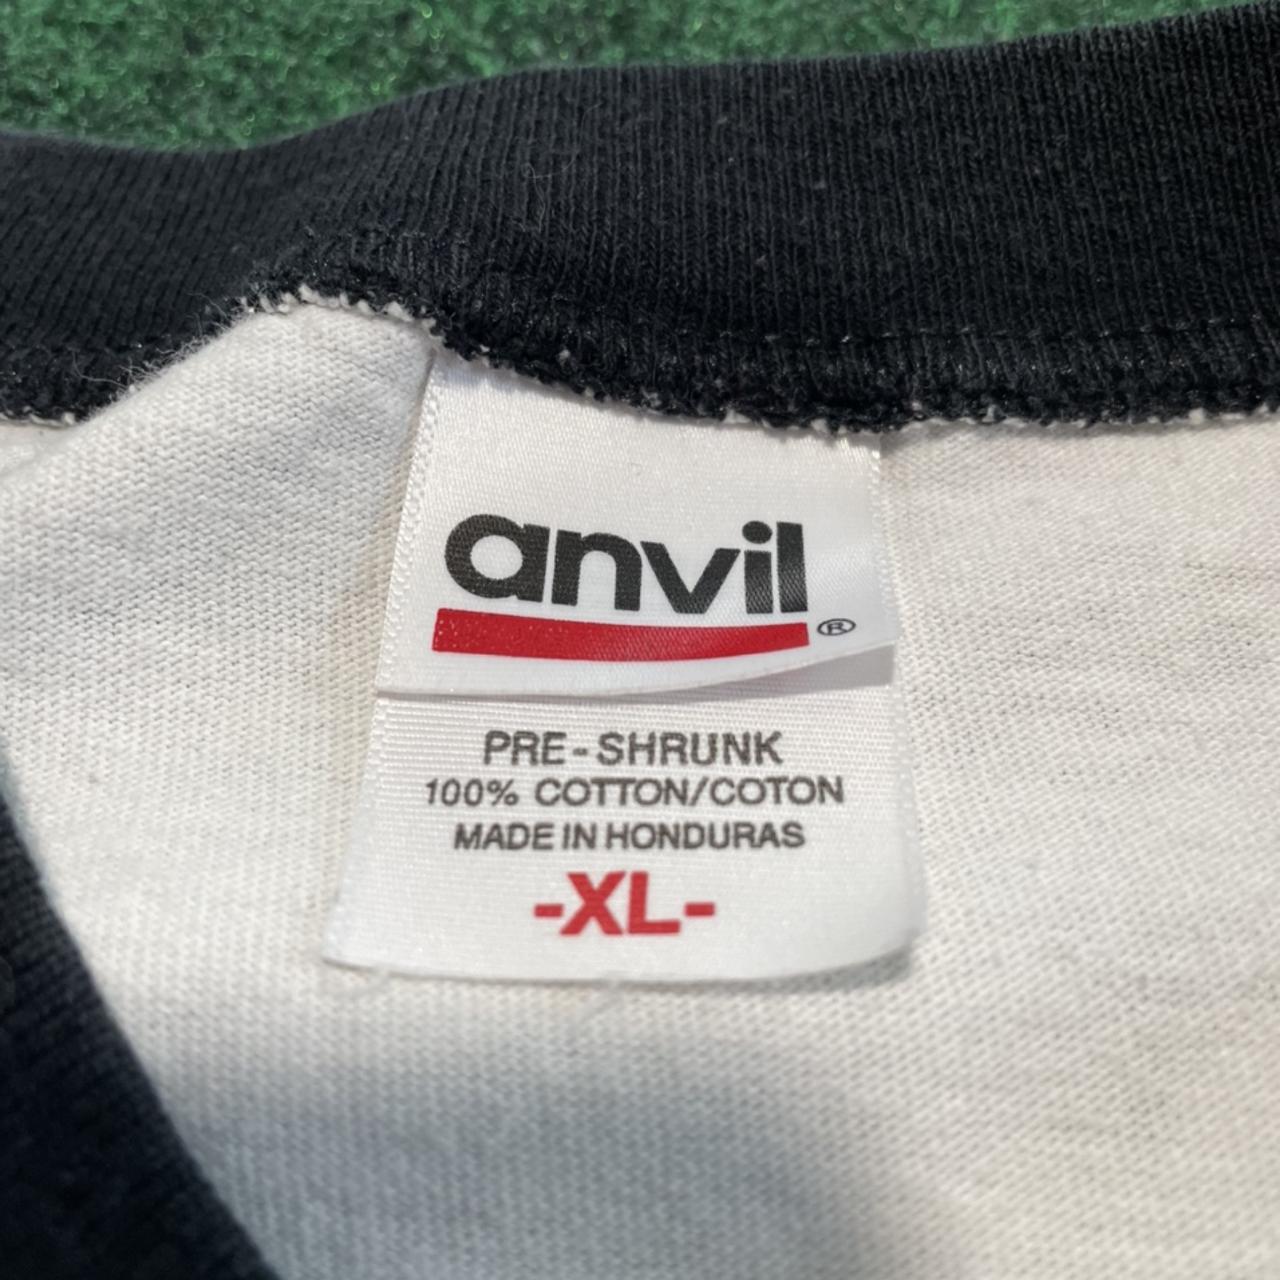 anvil®
PRE-SHRUNK
100% COTTON/COTON
MADE IN HONDURAS
-XL-